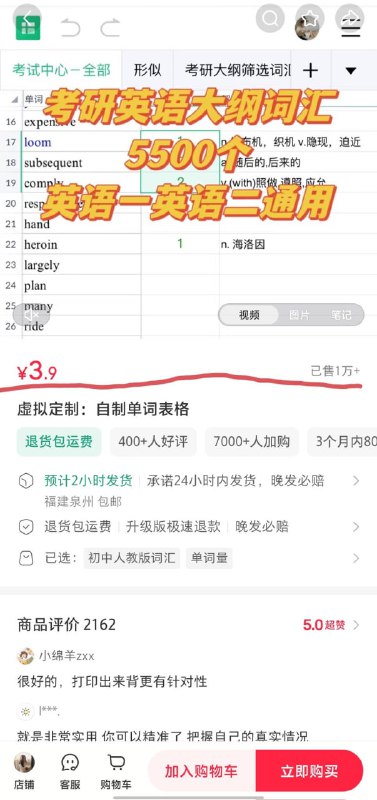 考试中心－全部
形似
考研大纲筛选词汇
单词
考研英语大纲词汇
5500个
英语一英语二通用
16 expensive
17 loom 1 布机，织机 v.隐现，迫近
18 subsequent 随后的,后来的
19 comply 2 v.(with)照做,遵照,应允
20
21 hand
22 heroin 1 n. 海洛因
23 largely
24 plan
25 many
26 ride
视频
图片
笔记
¥3.9
已售1万+
虚拟定制：自制单词表格
退货包运费
400+人好评
7000+人加购
3个月内80
预计2小时发货
承诺24小时内发货，晚发必赔
福建泉州 包邮
退货包运费
升级版极速退款
晚发必赔
已选：
初中人教版词汇
单词量
商品评价 2162
5.0 超赞
小绵羊zxx
很好的，打印出来背更有针对性
l***.
就是非常实用 你可以精准了 把握自己的真实情况
店铺
客服
购物车
加入购物车
立即购买